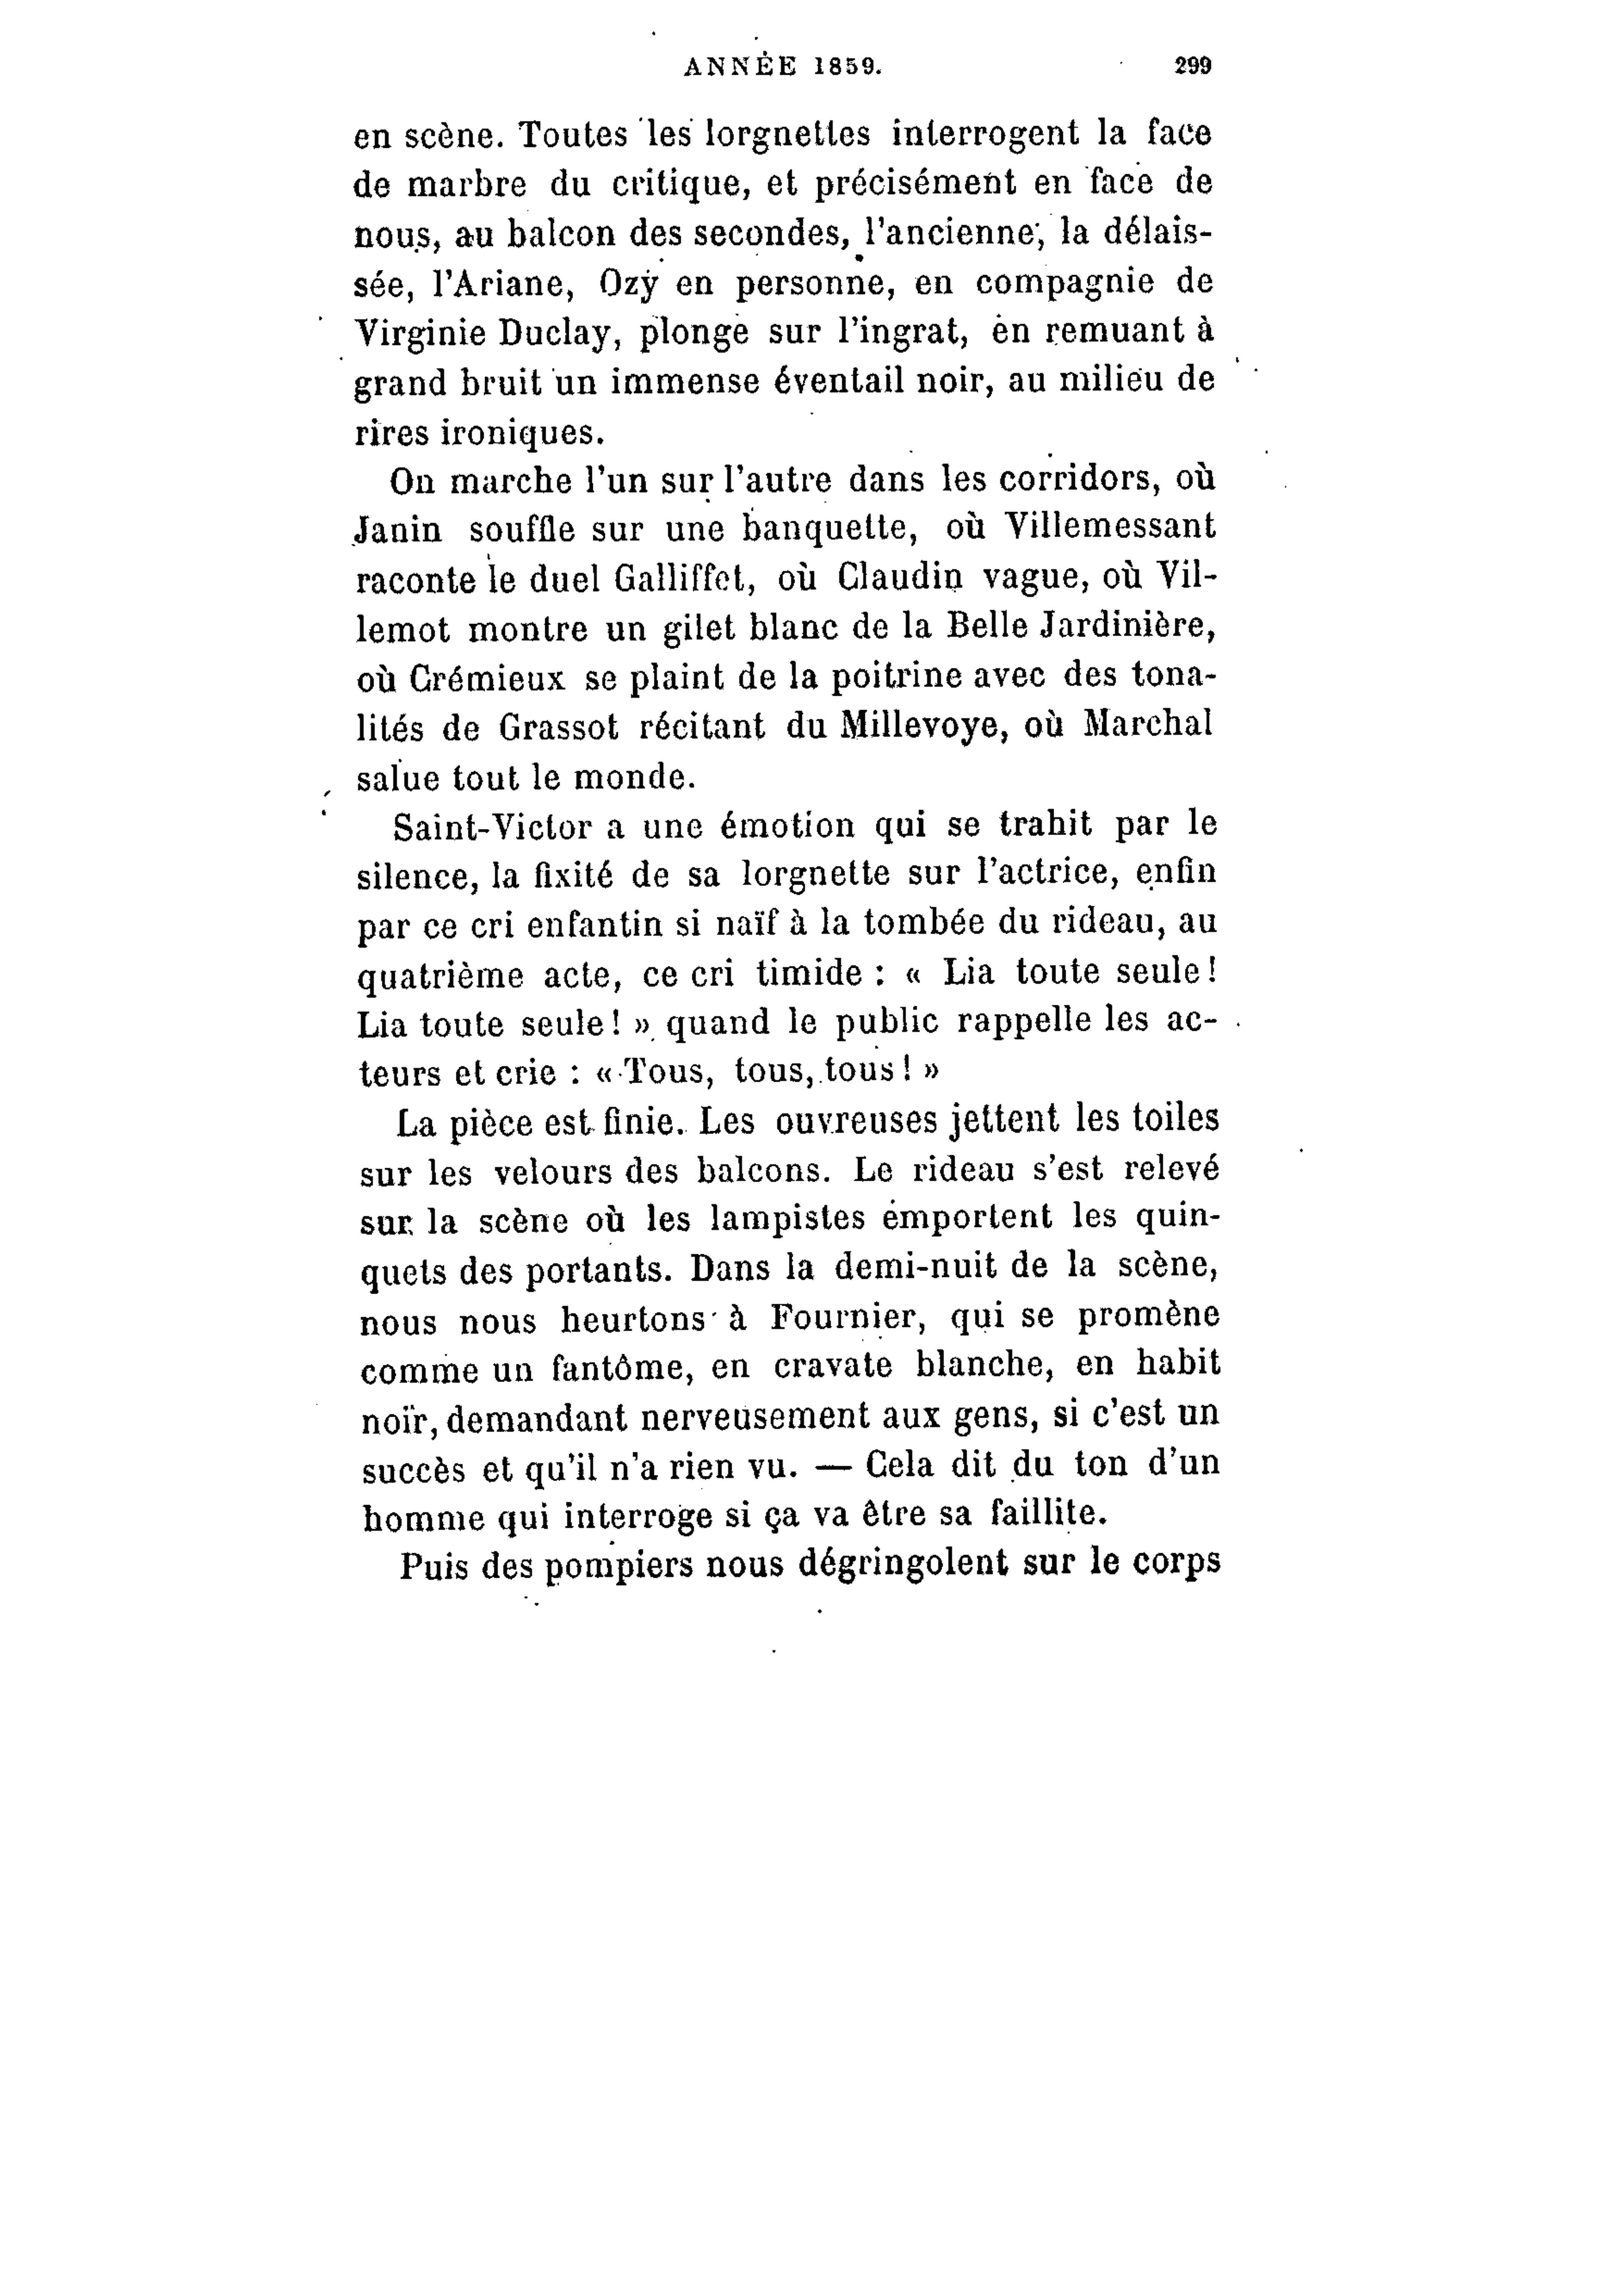 ANNÉE 1859. 299
en scène. Toutes les lorgnettes interrogent la face
de marbre du critique, et précisément en face de
nous, au balcon des secondes, l'ancienne, la délais-
sée, l'Ariane, Ozy en personne, en compagnie de
Virginie Duclay, plonge sur l'ingrat, en remuant à
grand bruit un immense éventail noir, au milieu de
rires ironiques.
On marche l'un sur l'autre dans les corridors, où
Janin souffle sur une banquette, où Villemessant
raconte le duel Galliffet, où Claudin vague, où Vil-
lemot montre un gilet blanc de la Belle Jardinière,
où Crémieux se plaint de la poitrine avec des tona-
lités de Grassot récitant du Millevoye, où Marchal
salue tout le monde.
Saint-Victor a une émotion qui se trahit par le
silence, la fixité de sa lorgnette sur l'actrice, enfin
par ce cri enfantin si naïf à la tombée du rideau, au
quatrième acte, ce cri timide : « Lia toute seule!
Lia toute seule! » quand le public rappelle les ac-
teurs et crie : « Tous, tous, tous! »
La pièce est finie. Les ouvreuses jettent les toiles
sur les velours des balcons. Le rideau s'est relevé
sur la scène où les lampistes emportent les quin-
quets des portants. Dans la demi-nuit de la scène,
nous nous heurtons à Fournier, qui se promène
comme un fantôme, en cravate blanche, en habit
noir, demandant nerveusement aux gens, si c'est un
succès et qu'il n'a rien vu. — Cela dit du ton d'un
homme qui interroge si ça va être sa faillite.
Puis des pompiers nous dégringolent sur le corps